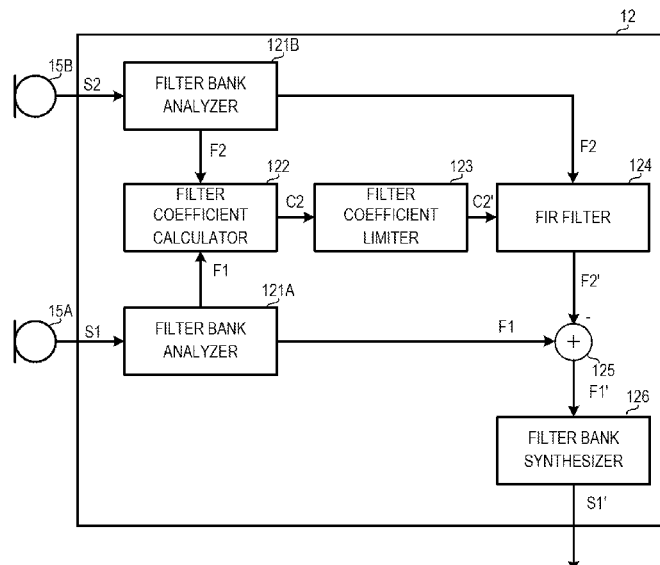 12
15B
S2
121B
FILTER BANK
ANALYZER
F2
F2
122
FILTER
COEFFICIENT
CALCULATOR
C2
123
FILTER
COEFFICIENT
LIMITER
C2'
124
FIR FILTER
F1
F2'
15A
S1
121A
FILTER BANK
ANALYZER
F1
-
+
125
F1'
126
FILTER BANK
SYNTHESIZER
S1'